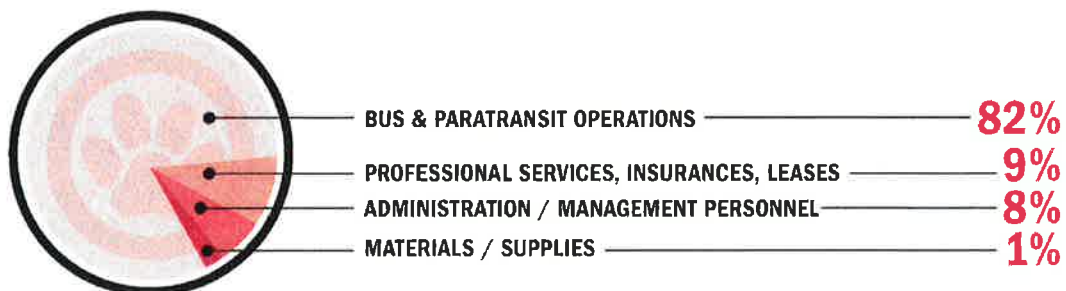 BUS & PARATRANSIT OPERATIONS 82%
PROFESSIONAL SERVICES, INSURANCES, LEASES 9%
ADMINISTRATION / MANAGEMENT PERSONNEL 8%
MATERIALS / SUPPLIES 1%